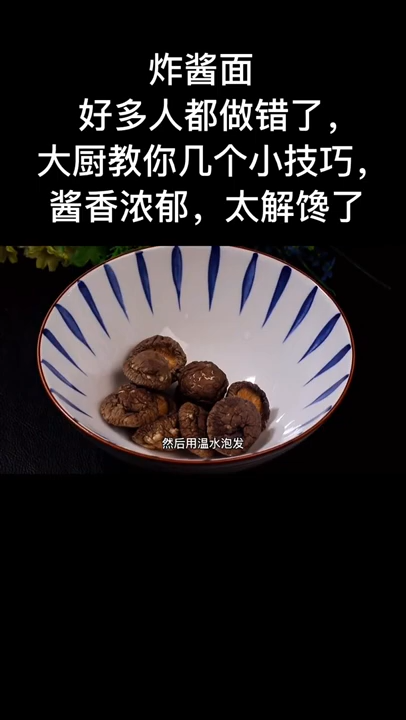 炸酱面
好多人都做错了，
大厨教你几个小技巧，
酱香浓郁，太解馋了
然后用温水泡发